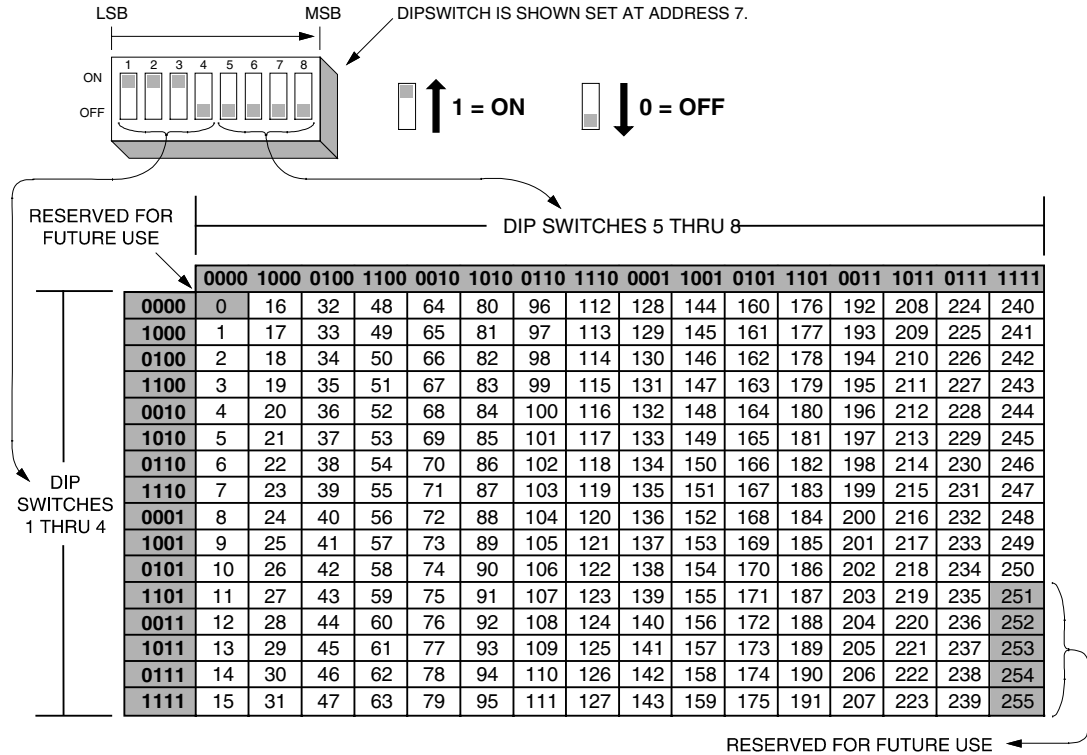 LSB MSB DIPSWITCH IS SHOWN SET AT ADDRESS 7.
1 2 3 4 5 6 7 8
ON
OFF
1 = ON 0 = OFF
RESERVED FOR
FUTURE USE
DIP SWITCHES 5 THRU 8
0000 1000 0100 1100 0010 1010 0110 1110 0001 1001 0101 1101 0011 1011 0111 1111
0000 0 16 32 48 64 80 96 112 128 144 160 176 192 208 224 240
1000 1 17 33 49 65 81 97 113 129 145 161 177 193 209 225 241
0100 2 18 34 50 66 82 98 114 130 146 162 178 194 210 226 242
1100 3 19 35 51 67 83 99 115 131 147 163 179 195 211 227 243
0010 4 20 36 52 68 84 100 116 132 148 164 180 196 212 228 244
1010 5 21 37 53 69 85 101 117 133 149 165 181 197 213 229 245
0110 6 22 38 54 70 86 102 118 134 150 166 182 198 214 230 246
1110 7 23 39 55 71 87 103 119 135 151 167 183 199 215 231 247
0001 8 24 40 56 72 88 104 120 136 152 168 184 200 216 232 248
1001 9 25 41 57 73 89 105 121 137 153 169 185 201 217 233 249
0101 10 26 42 58 74 90 106 122 138 154 170 186 202 218 234 250
1101 11 27 43 59 75 91 107 123 139 155 171 187 203 219 235 251
0011 12 28 44 60 76 92 108 124 140 156 172 188 204 220 236 252
1011 13 29 45 61 77 93 109 125 141 157 173 189 205 221 237 253
0111 14 30 46 62 78 94 110 126 142 158 174 190 206 222 238 254
1111 15 31 47 63 79 95 111 127 143 159 175 191 207 223 239 255
DIP
SWITCHES
1 THRU 4
RESERVED FOR FUTURE USE